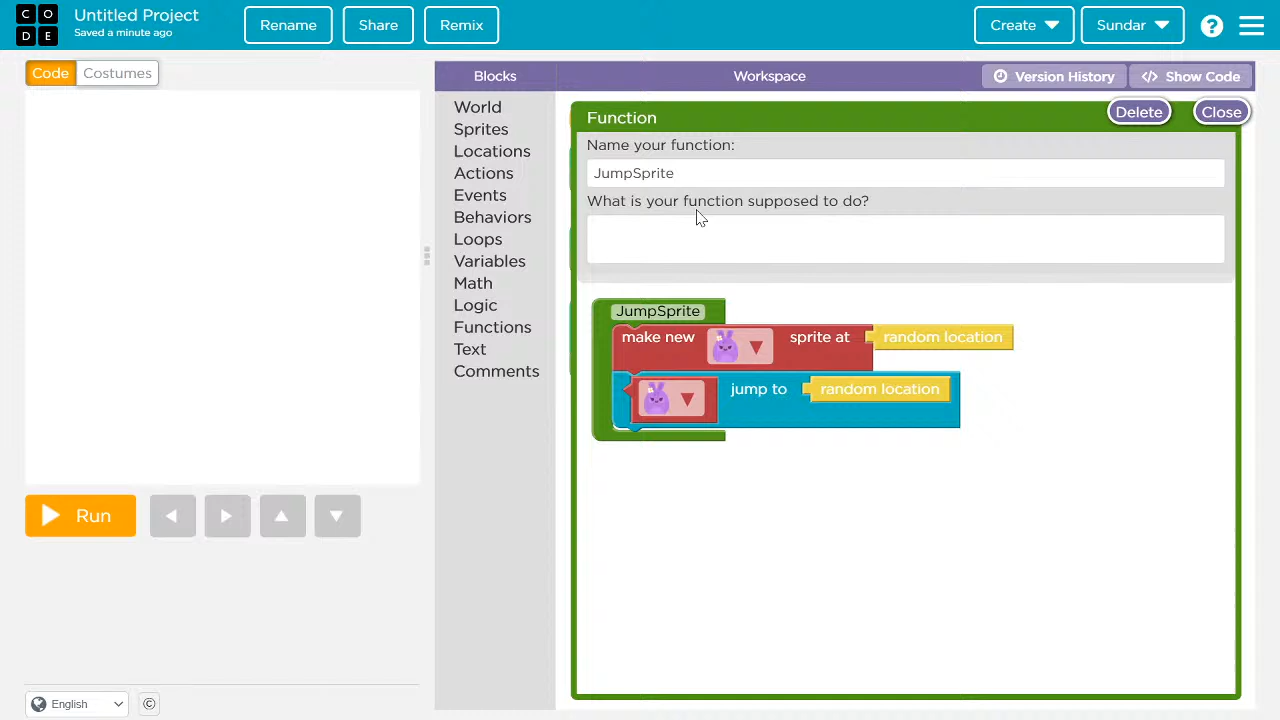 CODE
Untitled Project
Saved a minute ago
Rename
Share
Remix
Create
Sundar
?
Code
Costumes
Blocks
Workspace
Version History
</> Show Code
World
Sprites
Locations
Actions
Events
Behaviors
Loops
Variables
Math
Logic
Functions
Text
Comments
Function
Delete
Close
Name your function:
JumpSprite
What is your function supposed to do?
JumpSprite
make new sprite at random location
jump to random location
Run
English
©